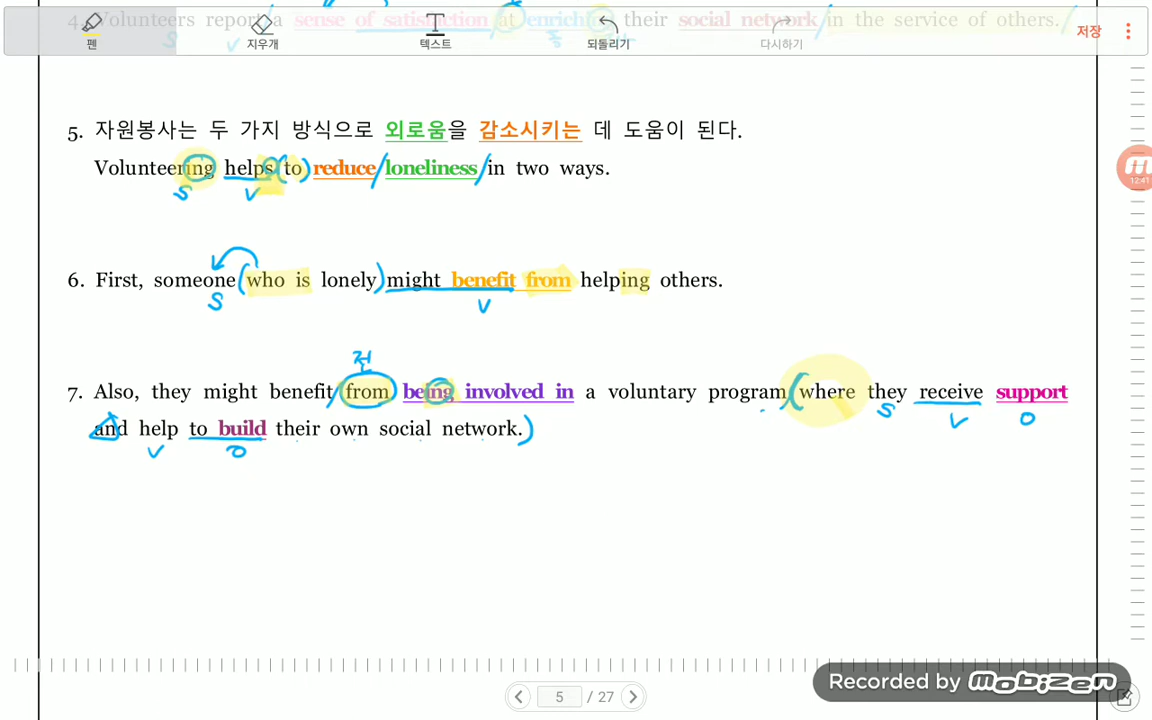 4. Volunteers report a sense of satisfaction at enriching their social network in the service of others.
펜 지우개 텍스트 되돌리기 다시하기 저장
S V
5. 자원봉사는 두 가지 방식으로 외로움을 감소시키는 데 도움이 된다.
Volunteering helps (to) reduce / loneliness / in two ways.
S V
12:41
6. First, someone (who is lonely) might benefit from helping others.
S V
전
7. Also, they might benefit / from being involved in a voluntary program, (where they receive support
S V O
and help to build their own social network.)
V O
5 / 27
Recorded by mobizen